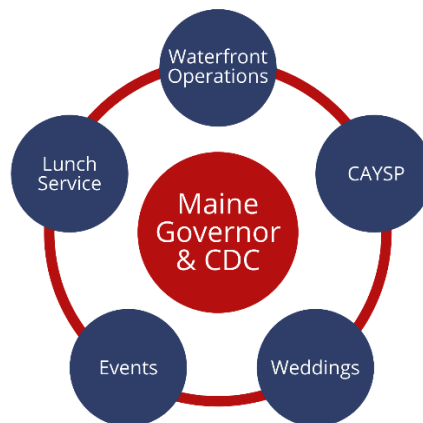 Waterfront
Operations
Lunch
Service
CAYSP
Maine
Governor
& CDC
Events
Weddings